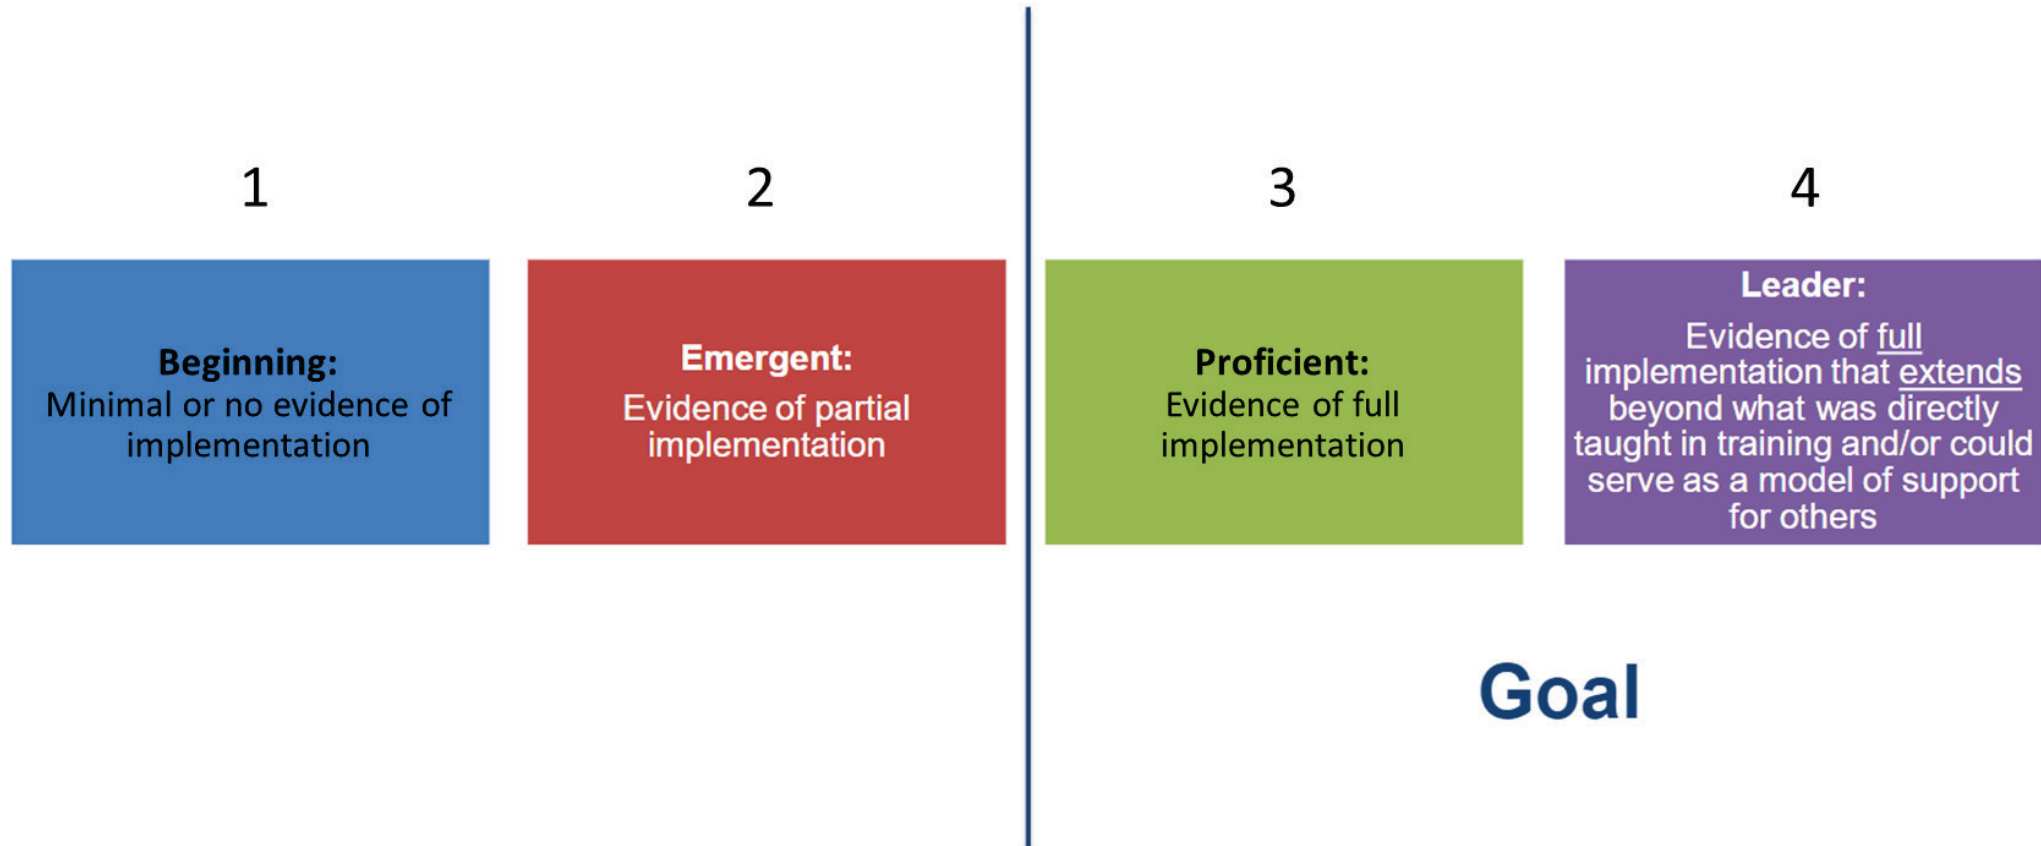 1
2
3
4
Beginning:
Minimal or no evidence of
implementation
Emergent:
Evidence of partial
implementation
Proficient:
Evidence of full
implementation
Leader:
Evidence of full
implementation that extends
beyond what was directly
taught in training and/or could
serve as a model of support
for others
Goal